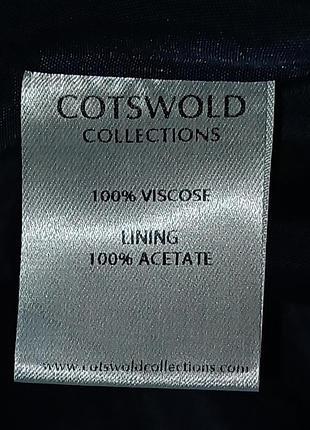 COTSWOLD
COLLECTIONS
100% VISCOSE
LINING
100% ACETATE
www.cotswoldcollections.com